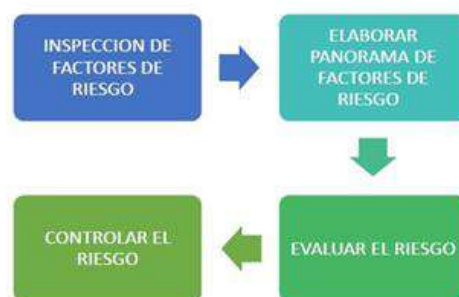 INSPECCION DE
FACTORES DE
RIESGO
ELABORAR
PANORAMA DE
FACTORES DE
RIESGO
EVALUAR EL RIESGO
CONTROLAR EL
RIESGO